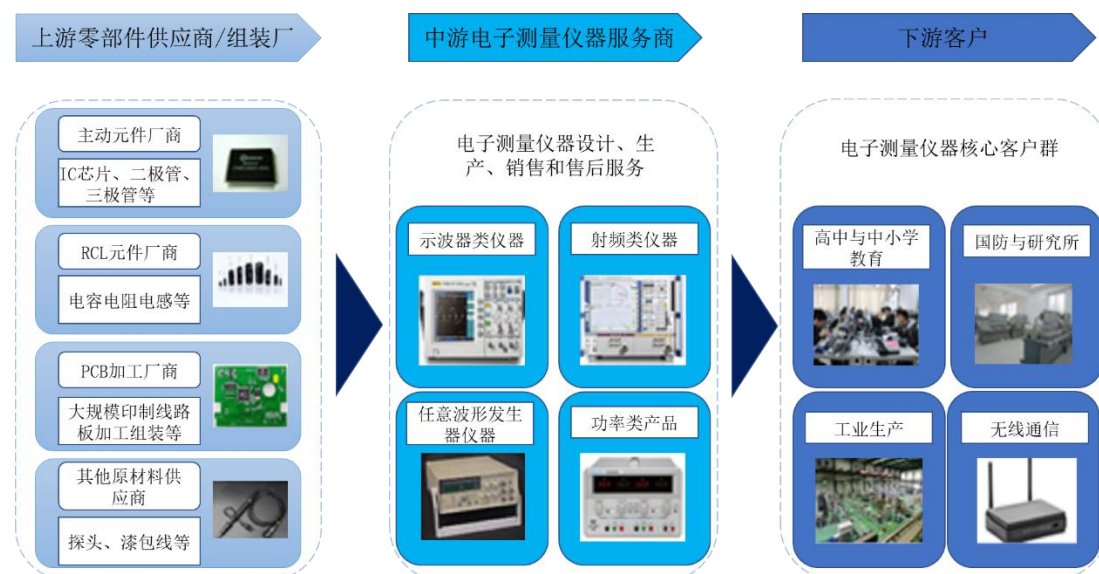 上游零部件供应商/组装厂
中游电子测量仪器服务商
下游客户
主动元件厂商
IC芯片、二极管、
三极管等
RCL元件厂商
电容电阻电感等
PCB加工厂商
大规模印制线路
板加工组装等
其他原材料供
应商
探头、漆包线等
电子测量仪器设计、生
产、销售和售后服务
示波器类仪器
射频类仪器
任意波形发生
器仪器
功率类产品
电子测量仪器核心客户群
高中与中小学
教育
国防与研究所
工业生产
无线通信